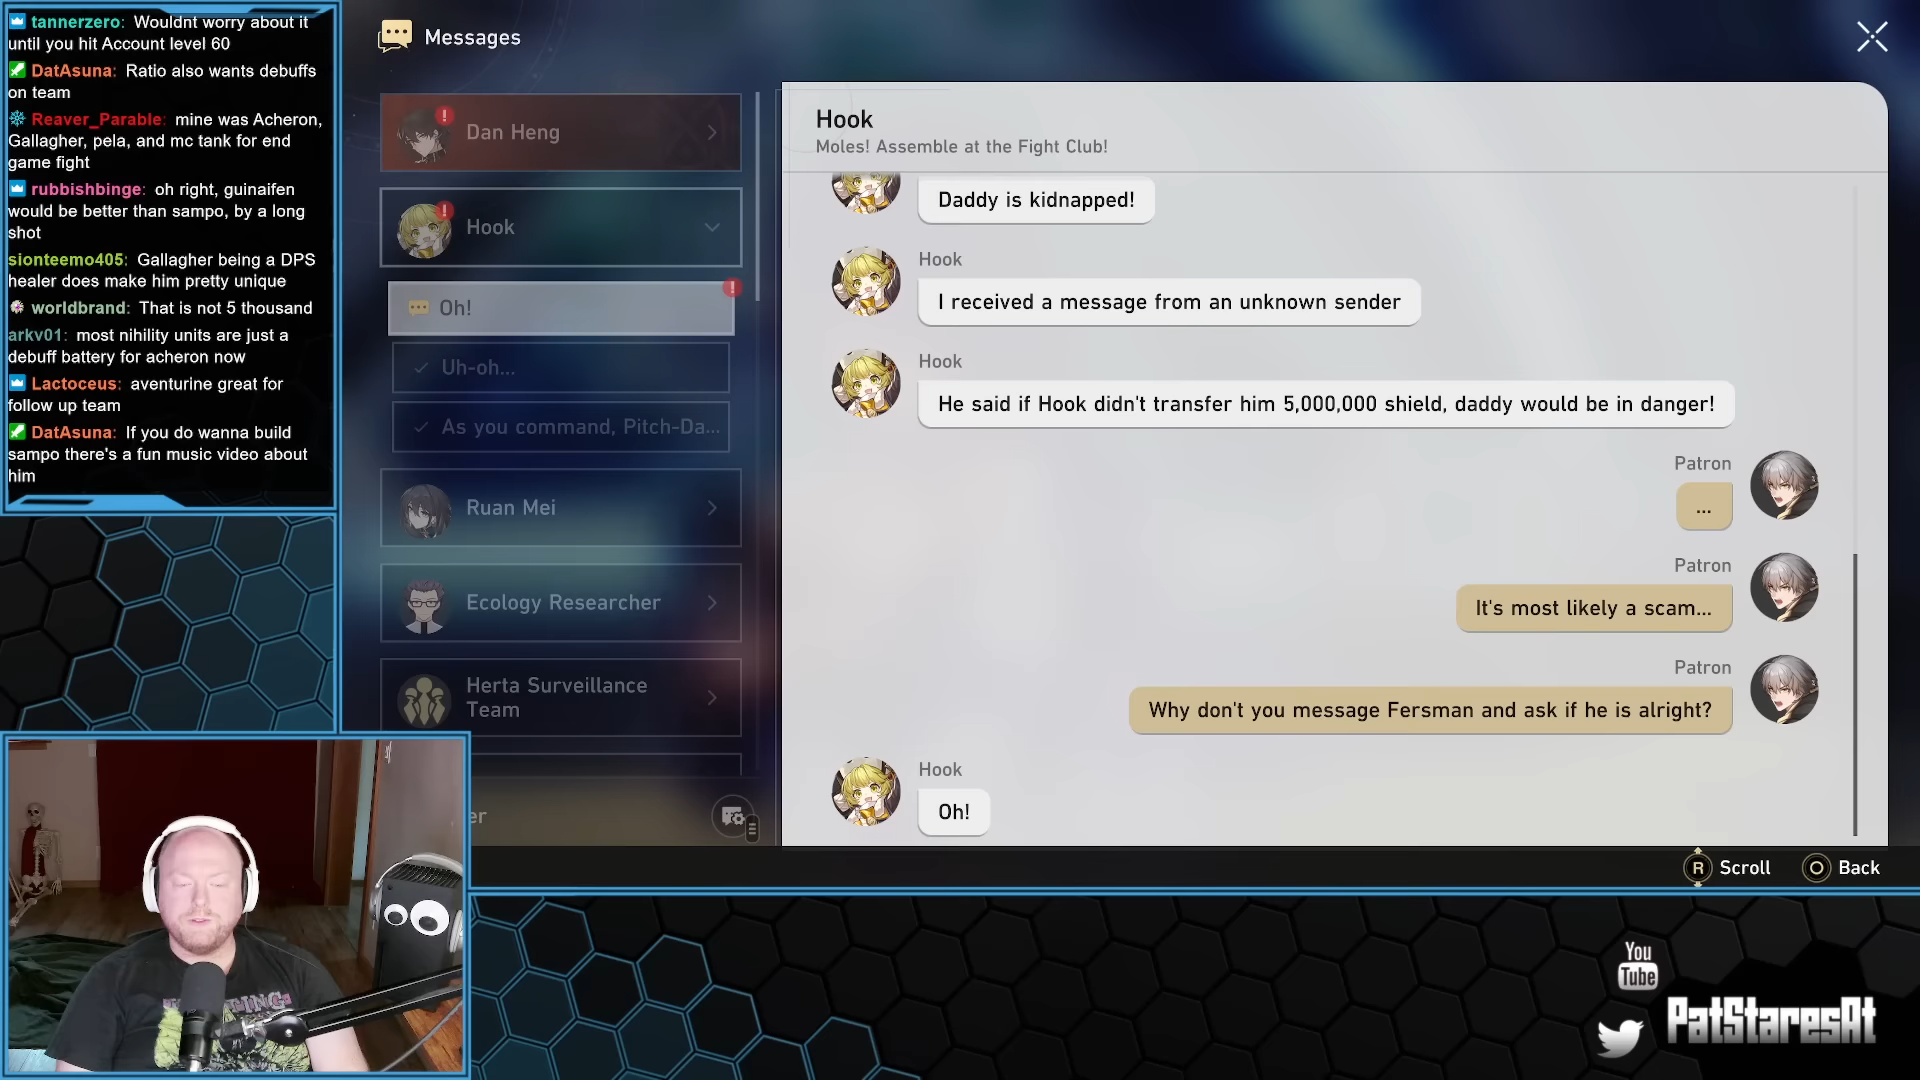 tannerzero: Wouldnt worry about it
until you hit Account level 60
DatAsuna: Ratio also wants debuffs
on team
Reaver_Parable: mine was Acheron,
Gallagher, pela, and mc tank for end
game fight
rubbishbinge: oh right, guinaifen
would be better than sampo, by a long
shot
sionteemo405: Gallagher being a DPS
healer does make him pretty unique
worldbrand: That is not 5 thousand
arkv01: most nihility units are just a
debuff battery for acheron now
Lactoceus: aventurine great for
follow up team
DatAsuna: If you do wanna build
sampo there's a fun music video about
him
Messages
Dan Heng
Hook
Oh!
Uh-oh...
As you command, Pitch-Da...
Ruan Mei
Ecology Researcher
Herta Surveillance
Team
er
Hook
Moles! Assemble at the Fight Club!
Daddy is kidnapped!
Hook
I received a message from an unknown sender
Hook
He said if Hook didn't transfer him 5,000,000 shield, daddy would be in danger!
Patron
...
Patron
It's most likely a scam...
Patron
Why don't you message Fersman and ask if he is alright?
Hook
Oh!
R Scroll
Back
You
Tube
PatStaresAt